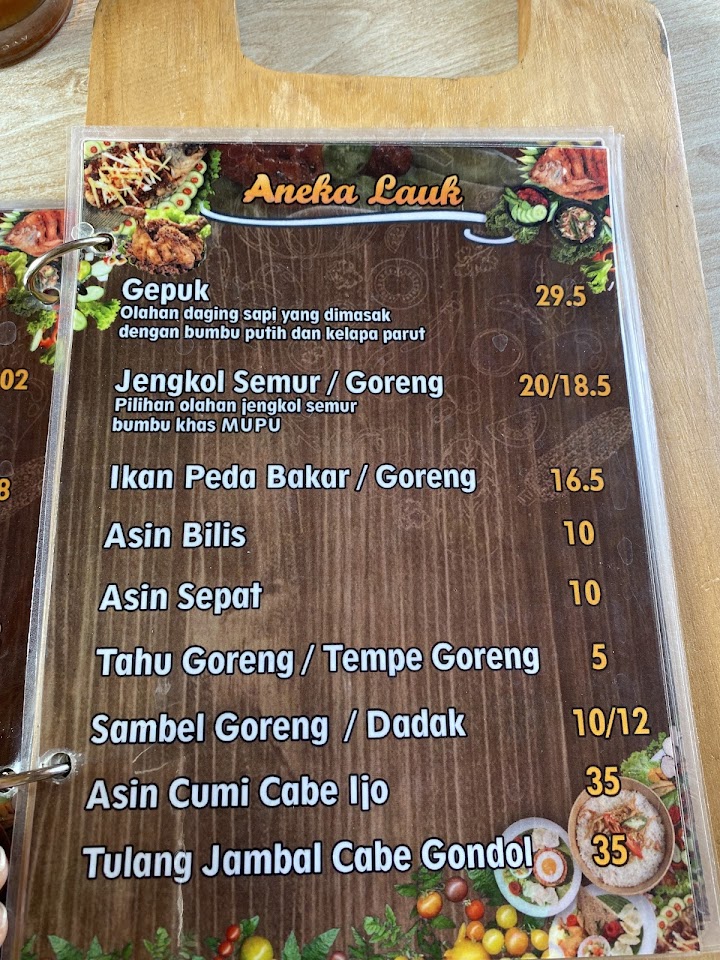 Aneka Lauk
Gepuk 29.5
Olahan daging sapi yang dimasak
dengan bumbu putih dan kelapa parut
Jengkol Semur / Goreng 20/18.5
Pilihan olahan jengkol semur
bumbu khas MUPU
Ikan Peda Bakar / Goreng 16.5
Asin Bilis 10
Asin Sepat 10
Tahu Goreng / Tempe Goreng 5
Sambel Goreng / Dadak 10/12
Asin Cumi Cabe Ijo 35
Tulang Jambal Cabe Gondol 35
02
8